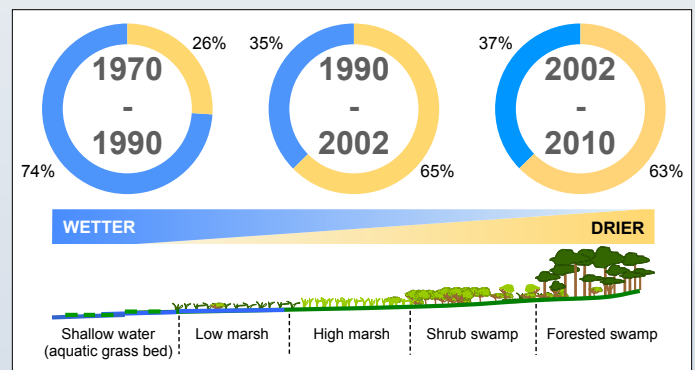 26%
74%
1970
-
1990
35%
65%
1990
-
2002
37%
63%
2002
-
2010
WETTER
DRIER
Shallow water
(aquatic grass bed)
Low marsh
High marsh
Shrub swamp
Forested swamp